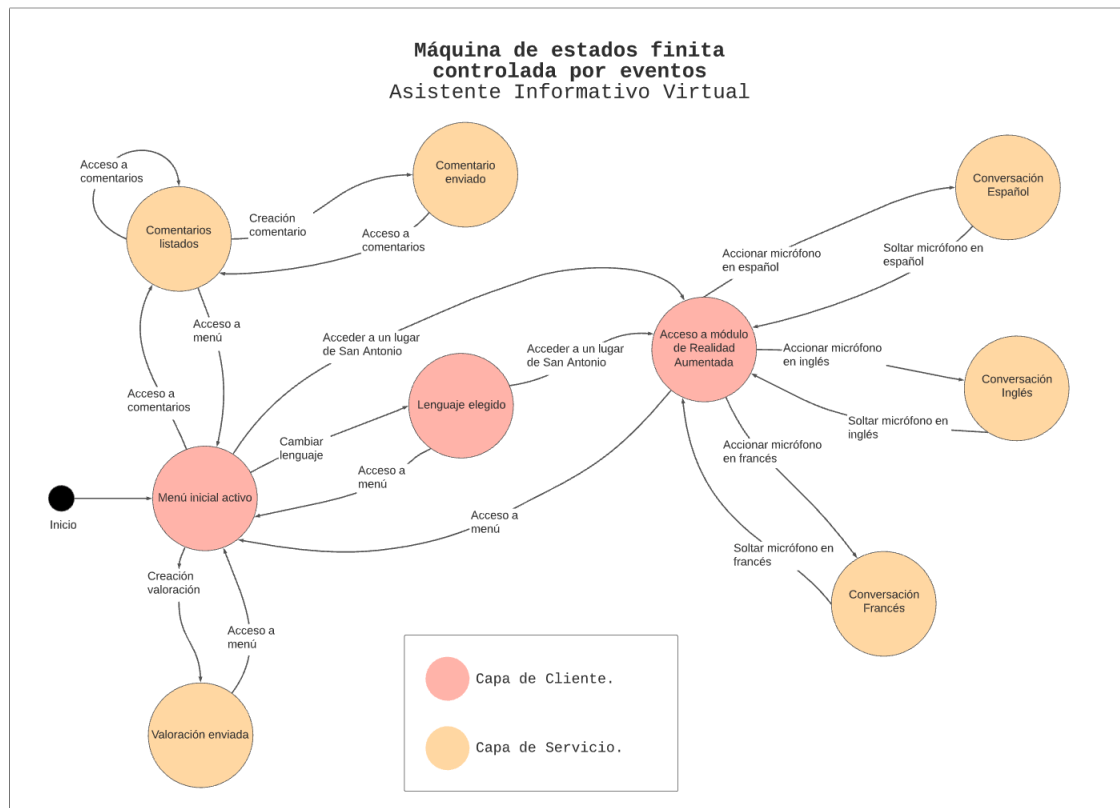 Máquina de estados finita
controlada por eventos
Asistente Informativo Virtual
Acceso a
comentarios
Comentarios
listados
Creación
comentario
Comentario
enviado
Acceso a
comentarios
Acceso a
menú
Acceso a
comentarios
Acceder a un lugar
de San Antonio
Acceder a un lugar
de San Antonio
Lenguaje elegido
Cambiar
lenguaje
Acceso a
menú
Menú inicial activo
Inicio
Acceso a
menú
Creación
valoración
Acceso a
menú
Valoración enviada
Acceso a módulo
de Realidad
Aumentada
Accionar micrófono
en español
Soltar micrófono en
español
Conversación
Español
Accionar micrófono
en inglés
Soltar micrófono en
inglés
Conversación
Inglés
Accionar micrófono
en francés
Soltar micrófono en
francés
Conversación
Francés
Capa de Cliente.
Capa de Servicio.